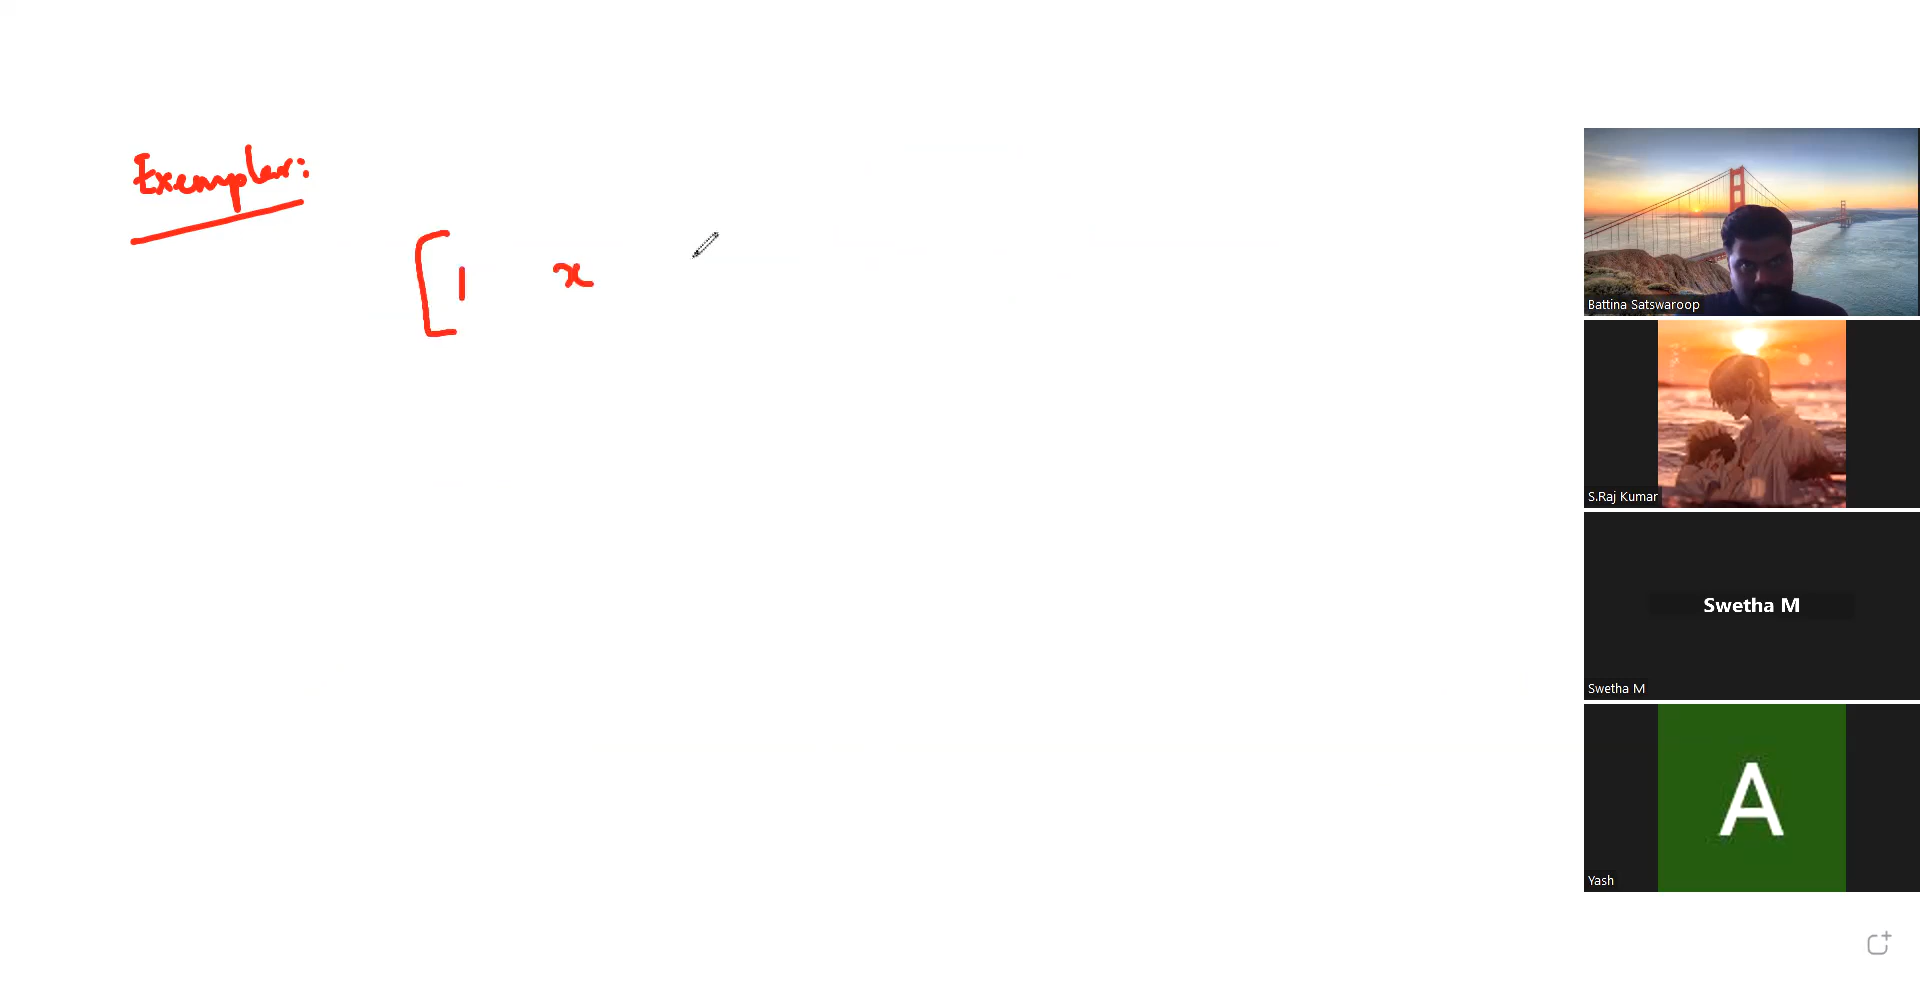 Exemplar:
[1 x
Battina Satswaroop
S.Raj Kumar
Swetha M
Swetha M
A
Yash